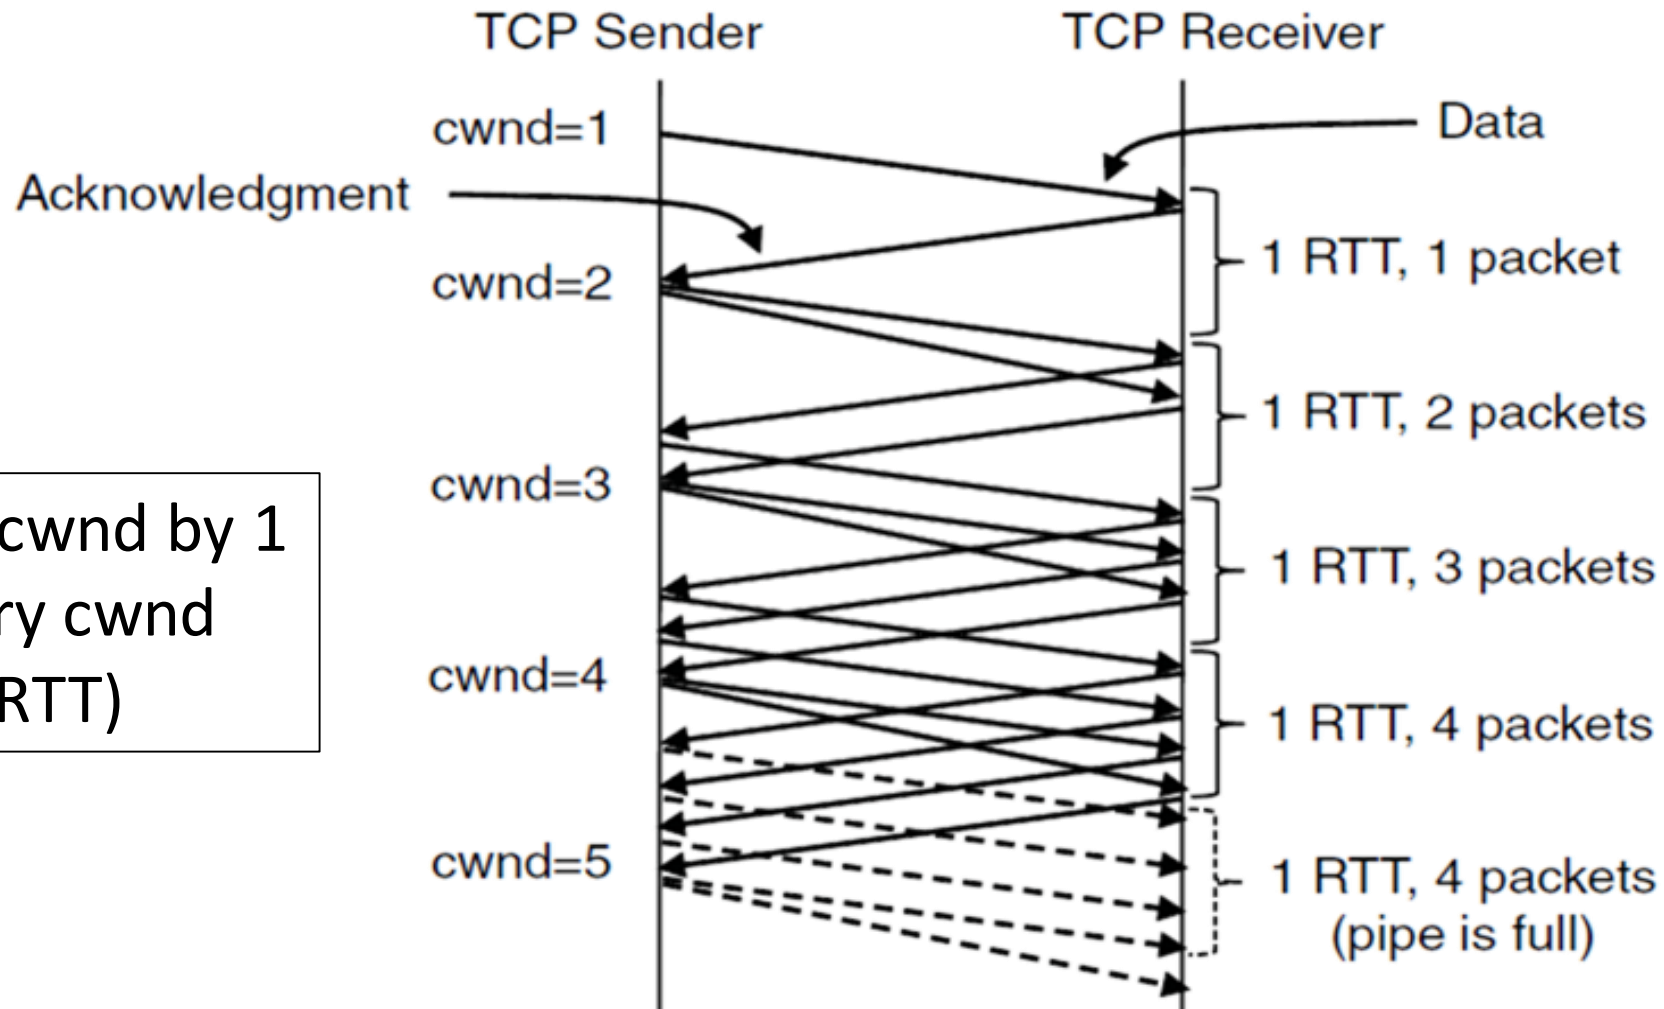 TCP Sender
TCP Receiver
cwnd=1
Data
Acknowledgment
1 RTT, 1 packet
cwnd=2
1 RTT, 2 packets
cwnd=3
cwnd by 1
cwnd
RTT)
1 RTT, 3 packets
cwnd=4
1 RTT, 4 packets
cwnd=5
1 RTT, 4 packets
(pipe is full)